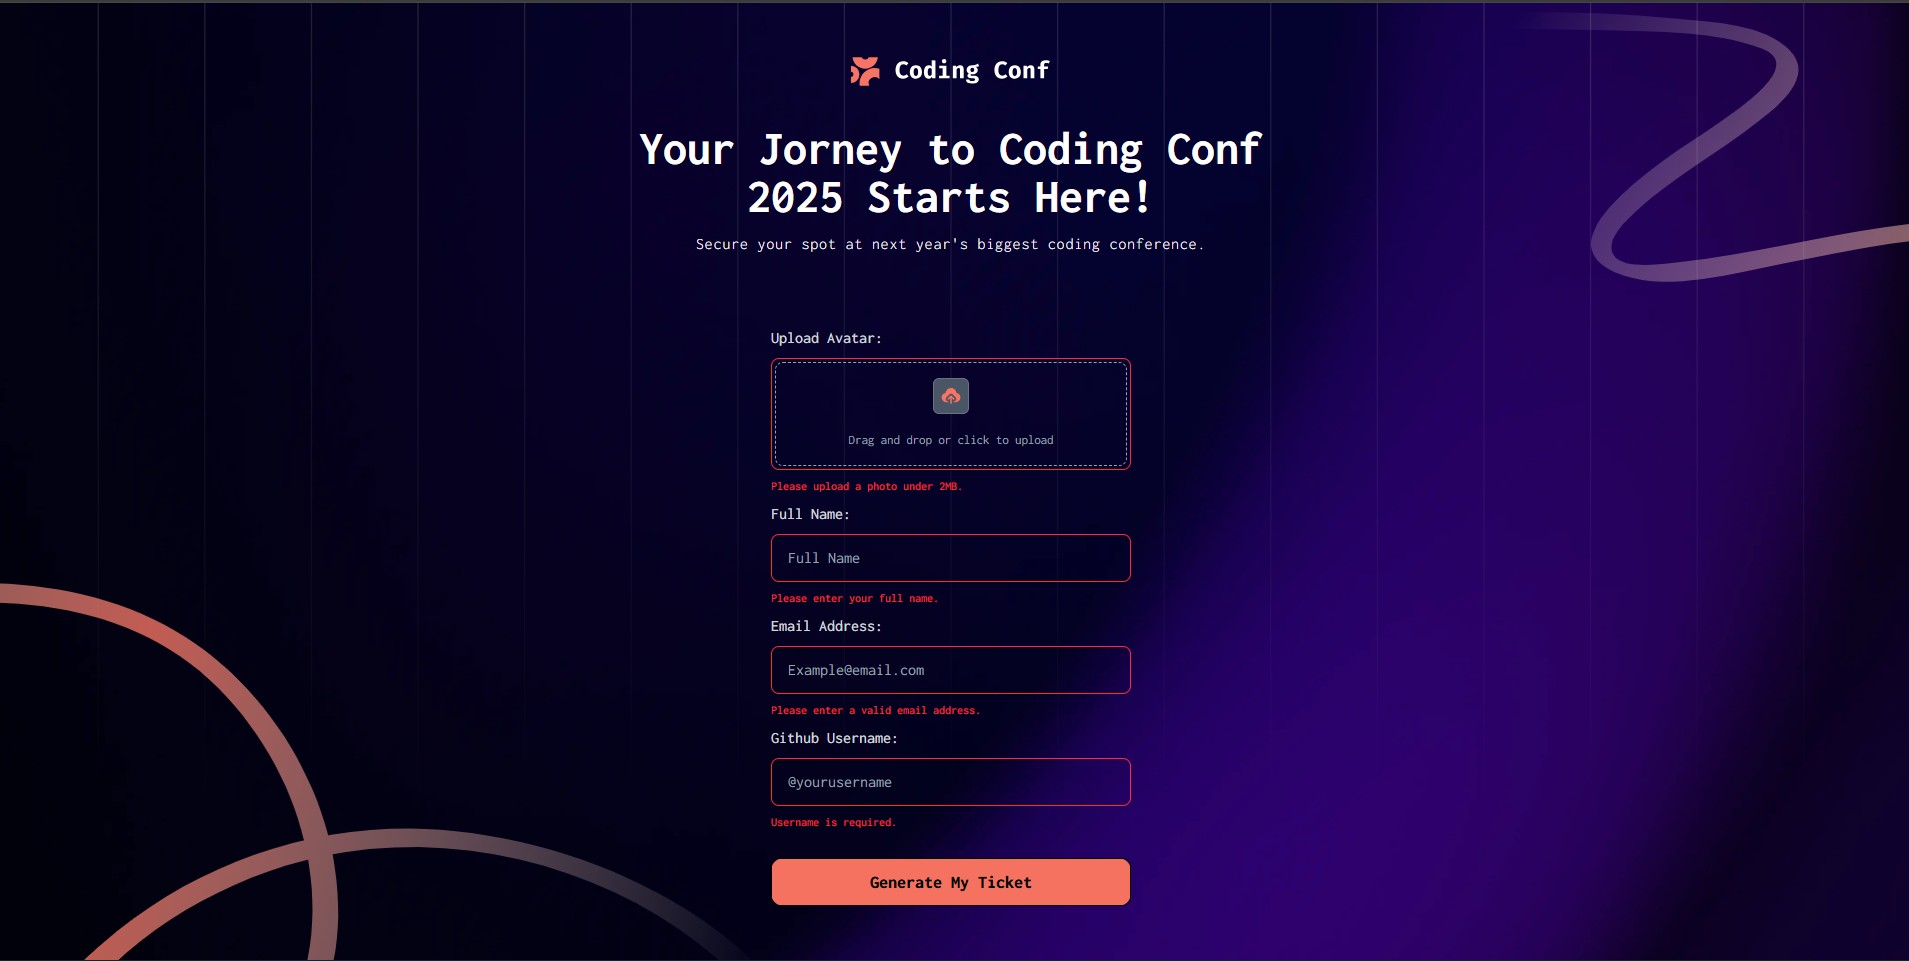 Coding Conf
Your Jorney to Coding Conf
2025 Starts Here!
Secure your spot at next year's biggest coding conference.
Upload Avatar:
Drag and drop or click to upload
Please upload a photo under 2MB.
Full Name:
Full Name
Please enter your full name.
Email Address:
Example@email.com
Please enter a valid email address.
Github Username:
@yourusername
Username is required.
Generate My Ticket